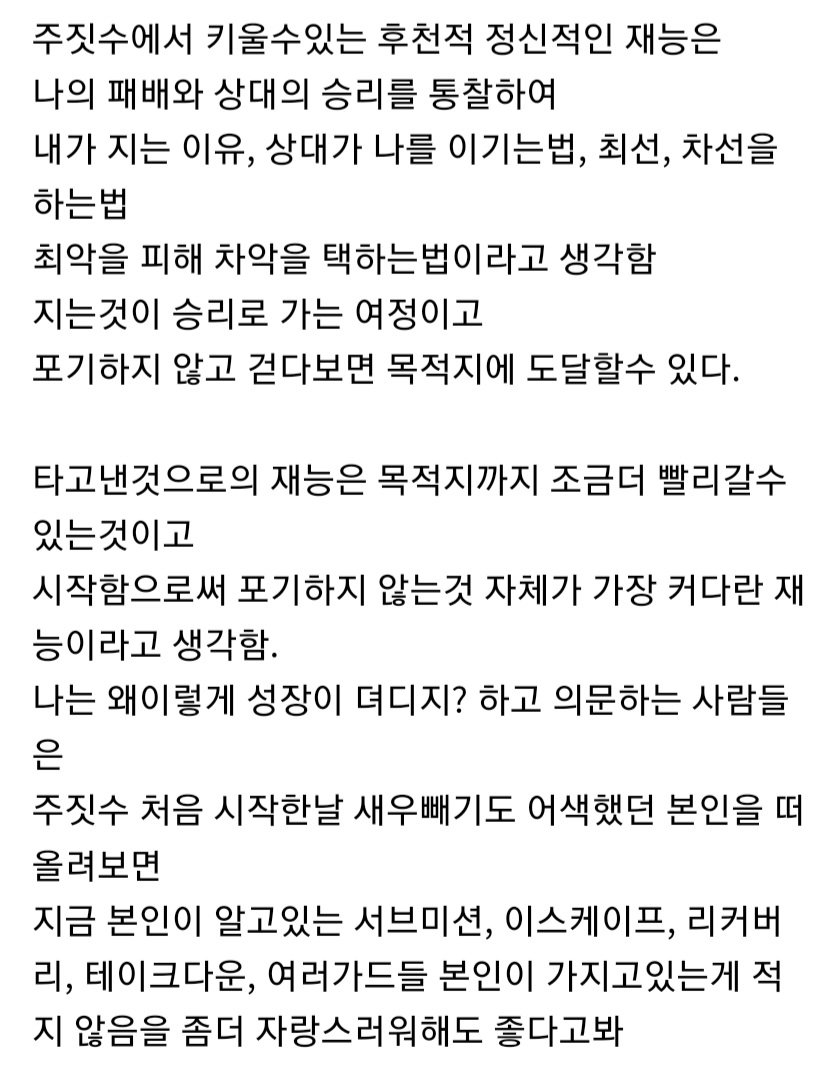 주짓수에서 키울수있는 후천적 정신적인 재능은
나의 패배와 상대의 승리를 통찰하여
내가 지는 이유, 상대가 나를 이기는법, 최선, 차선을
하는법
최악을 피해 차악을 택하는법이라고 생각함
지는것이 승리로 가는 여정이고
포기하지 않고 걷다보면 목적지에 도달할수 있다.

타고낸것으로의 재능은 목적지까지 조금더 빨리갈수
있는것이고
시작함으로써 포기하지 않는것 자체가 가장 커다란 재
능이라고 생각함.
나는 왜이렇게 성장이 뎌디지? 하고 의문하는 사람들
은
주짓수 처음 시작한날 새우빼기도 어색했던 본인을 떠
올려보면
지금 본인이 알고있는 서브미션, 이스케이프, 리커버
리, 테이크다운, 여러가드들 본인이 가지고있는게 적
지 않음을 좀더 자랑스러워해도 좋다고봐